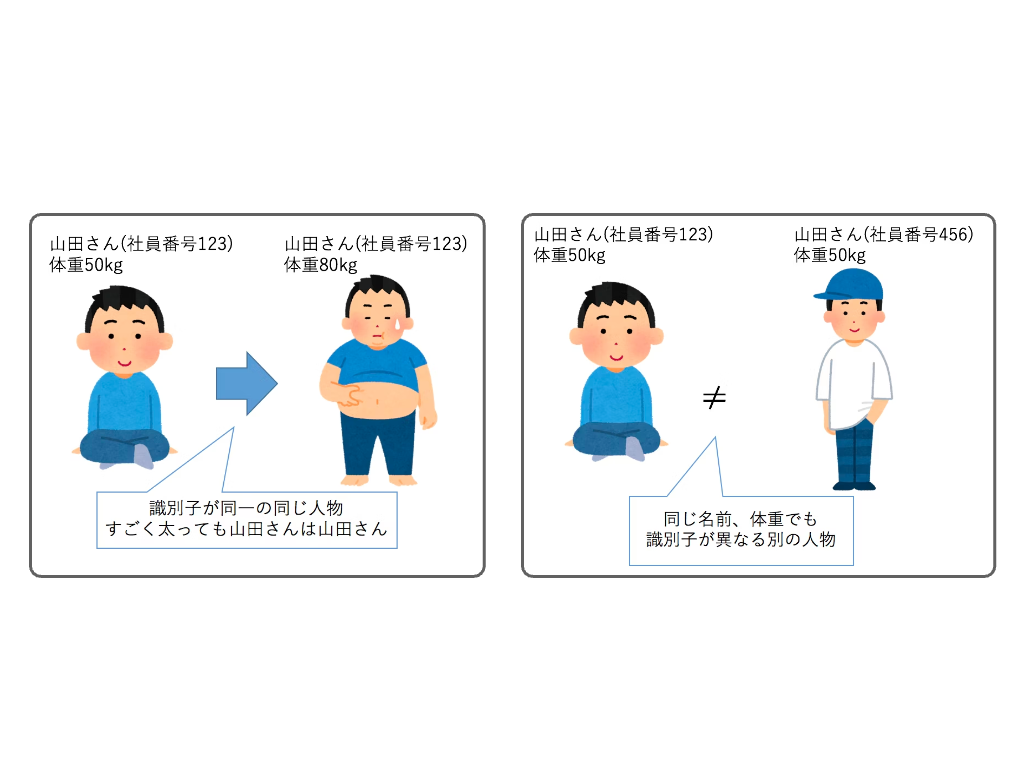 山田さん(社員番号123)
体重50kg
山田さん(社員番号123)
体重80kg
識別子が同一の同じ人物
すごく太っても山田さんは山田さん
山田さん(社員番号123)
体重50kg
山田さん(社員番号456)
体重50kg
≠
同じ名前、体重でも
識別子が異なる別の人物